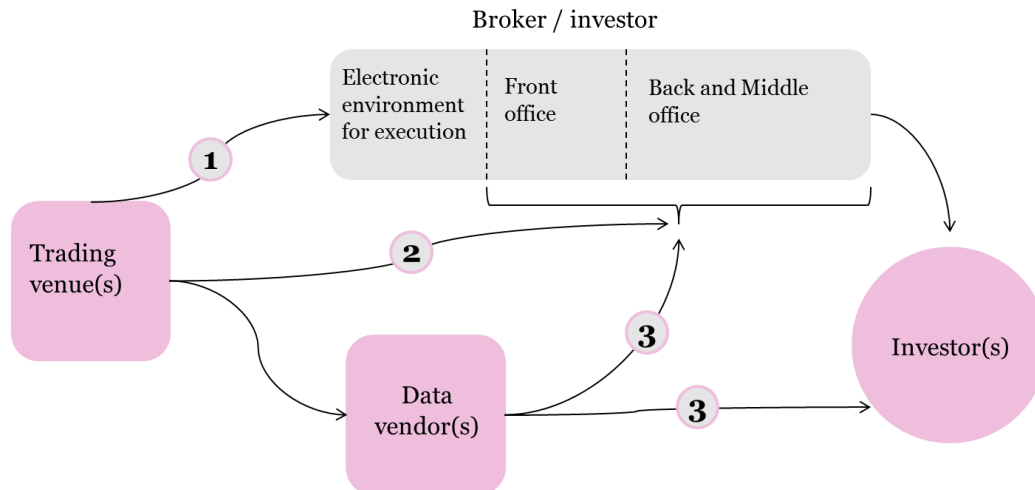 Broker / investor
Electronic
environment
for execution
Front
office
Back and Middle
office
1
Trading
venue(s)
2
3
Investor(s)
Data
vendor(s)
3